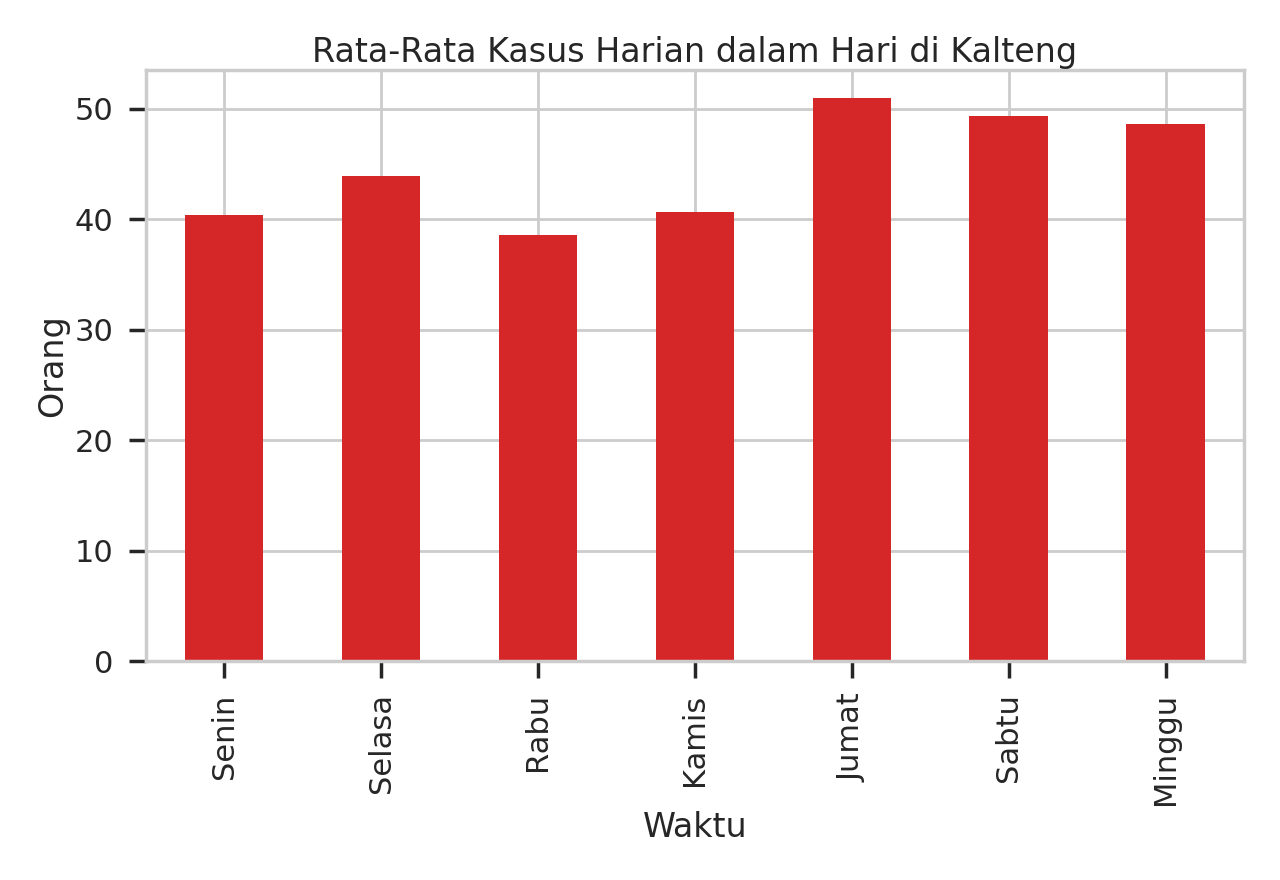 Rata-Rata Kasus Harian dalam Hari di Kalteng
50
40
30
20
10
0
Orang
Senin
Selasa
Rabu
Kamis
Jumat
Sabtu
Minggu
Waktu